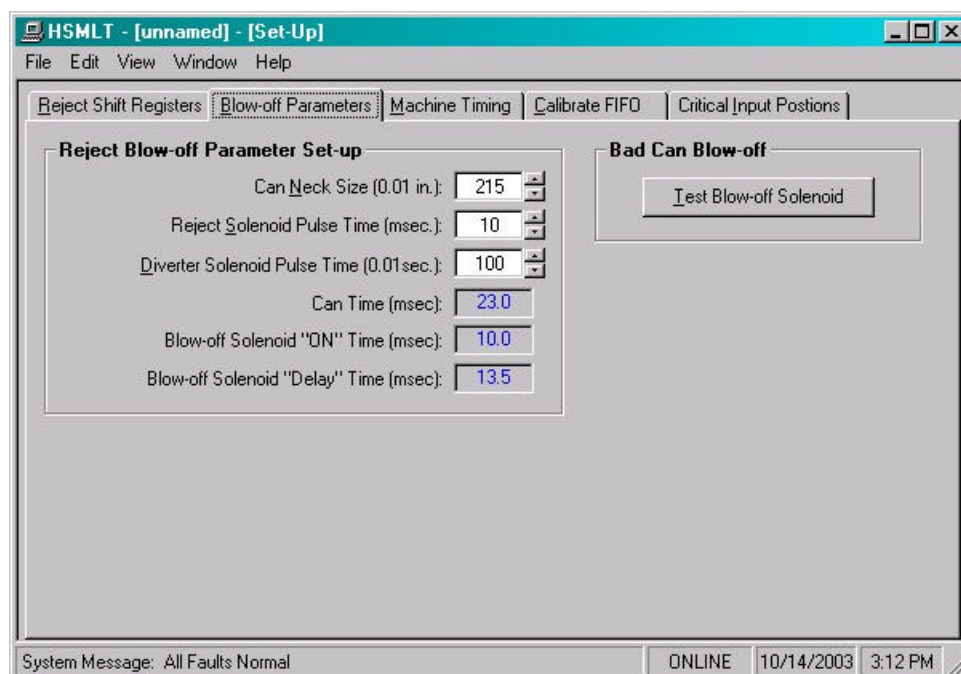 HSMLT - [unnamed] - [Set-Up]
File Edit View Window Help
Reject Shift Registers Blow-off Parameters Machine Timing Calibrate FIFO Critical Input Postions
Reject Blow-off Parameter Set-up
Can Neck Size (0.01 in.): 215
Reject Solenoid Pulse Time (msec.): 10
Diverter Solenoid Pulse Time (0.01sec.): 100
Can Time (msec): 23.0
Blow-off Solenoid "ON" Time (msec): 10.0
Blow-off Solenoid "Delay" Time (msec): 13.5
Bad Can Blow-off
Test Blow-off Solenoid
System Message: All Faults Normal ONLINE 10/14/2003 3:12 PM